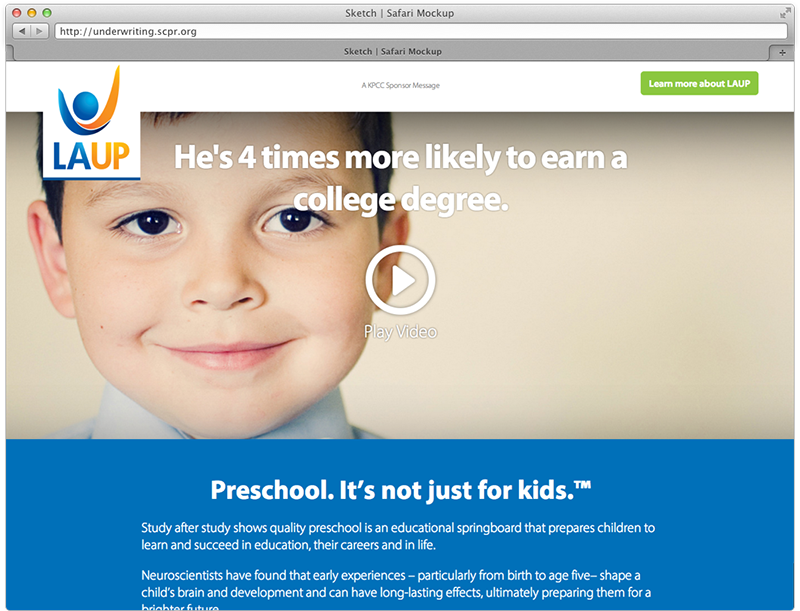 Sketch | Safari Mockup
http://underwriting.scpr.org
Sketch | Safari Mockup
LAUP
A KPCC Sponsor Message
Learn more about LAUP
He's 4 times more likely to earn a
college degree.
Play Video
Preschool. It’s not just for kids.™
Study after study shows quality preschool is an educational springboard that prepares children to
learn and succeed in education, their careers and in life.
Neuroscientists have found that early experiences – particularly from birth to age five– shape a
child’s brain and development and can have long-lasting effects, ultimately preparing them for a
brighter future.